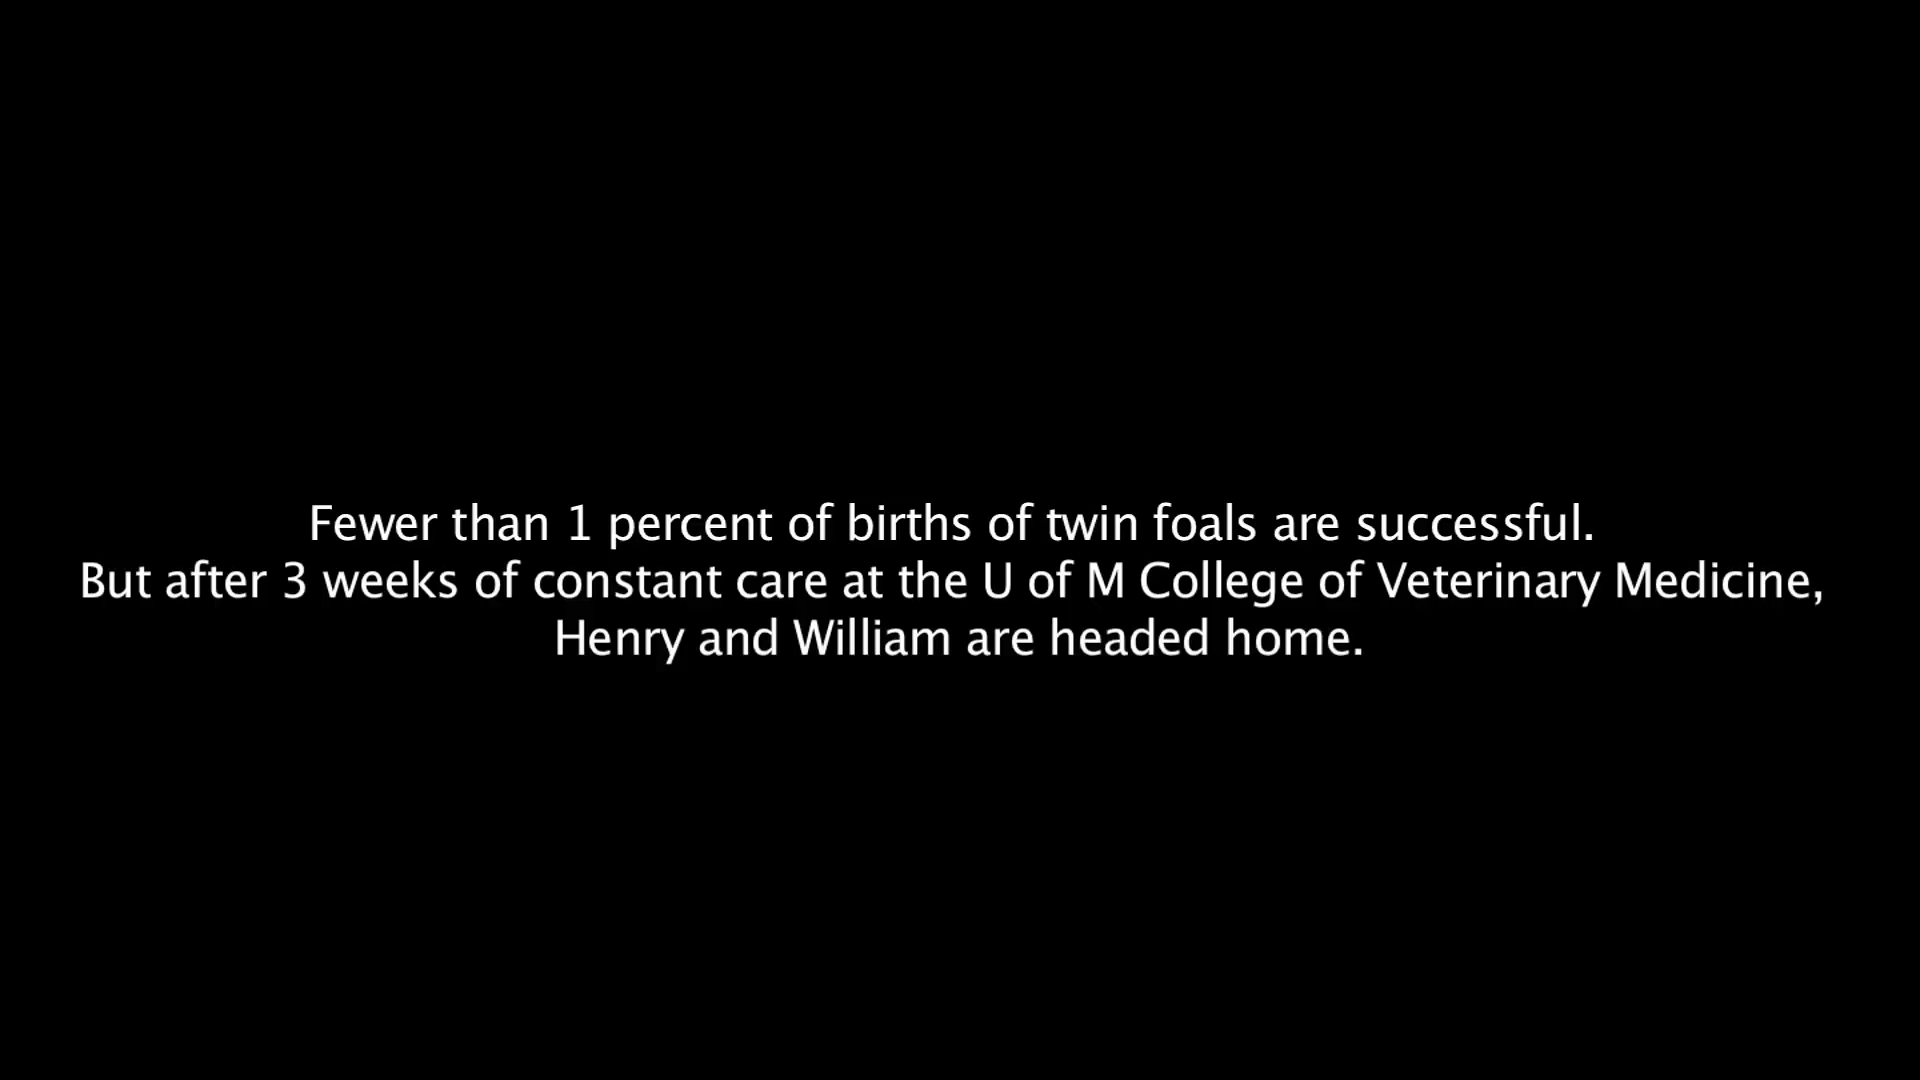 Fewer than 1 percent of births of twin foals are successful.
But after 3 weeks of constant care at the U of M College of Veterinary Medicine,
Henry and William are headed home.